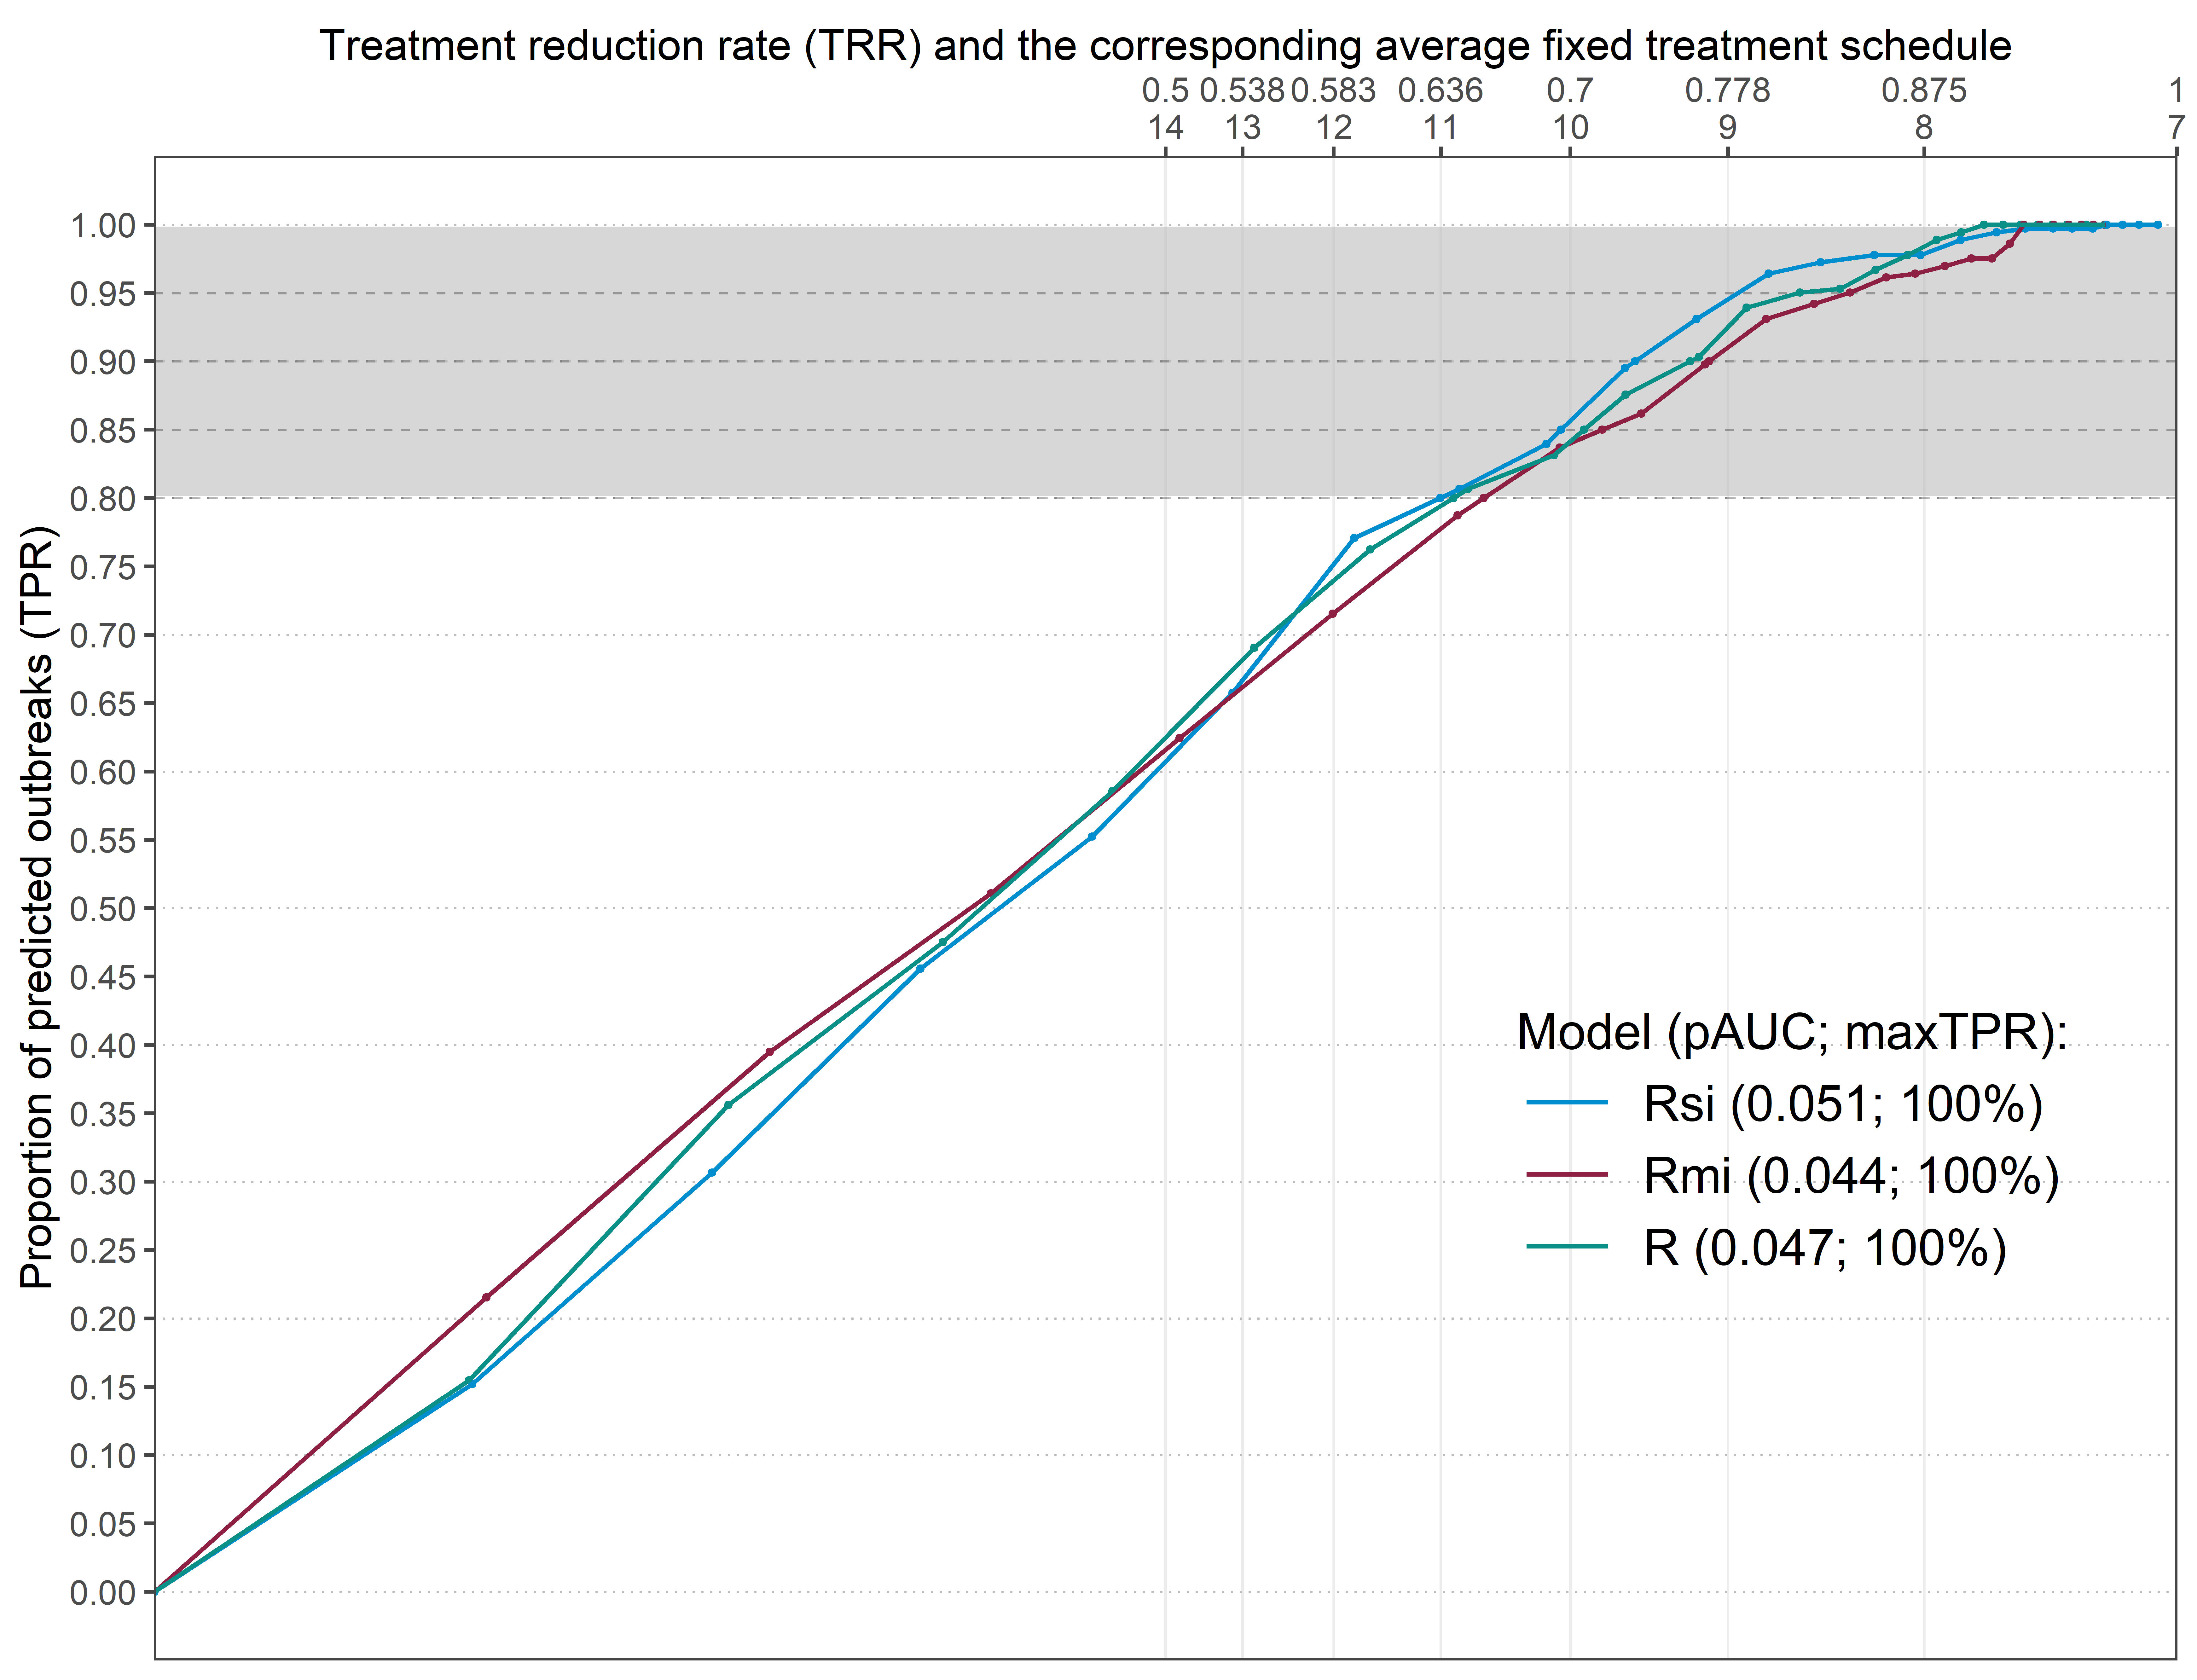 Treatment reduction rate (TRR) and the corresponding average fixed treatment schedule
0.5 0.538 0.583 0.636 0.7 0.778 0.875 1
14 13 12 11 10 9 8 7
Proportion of predicted outbreaks (TPR)
1.00
0.95
0.90
0.85
0.80
0.75
0.70
0.65
0.60
0.55
0.50
0.45
0.40
0.35
0.30
0.25
0.20
0.15
0.10
0.05
0.00
Model (pAUC; maxTPR):
Rsi (0.051; 100%)
Rmi (0.044; 100%)
R (0.047; 100%)